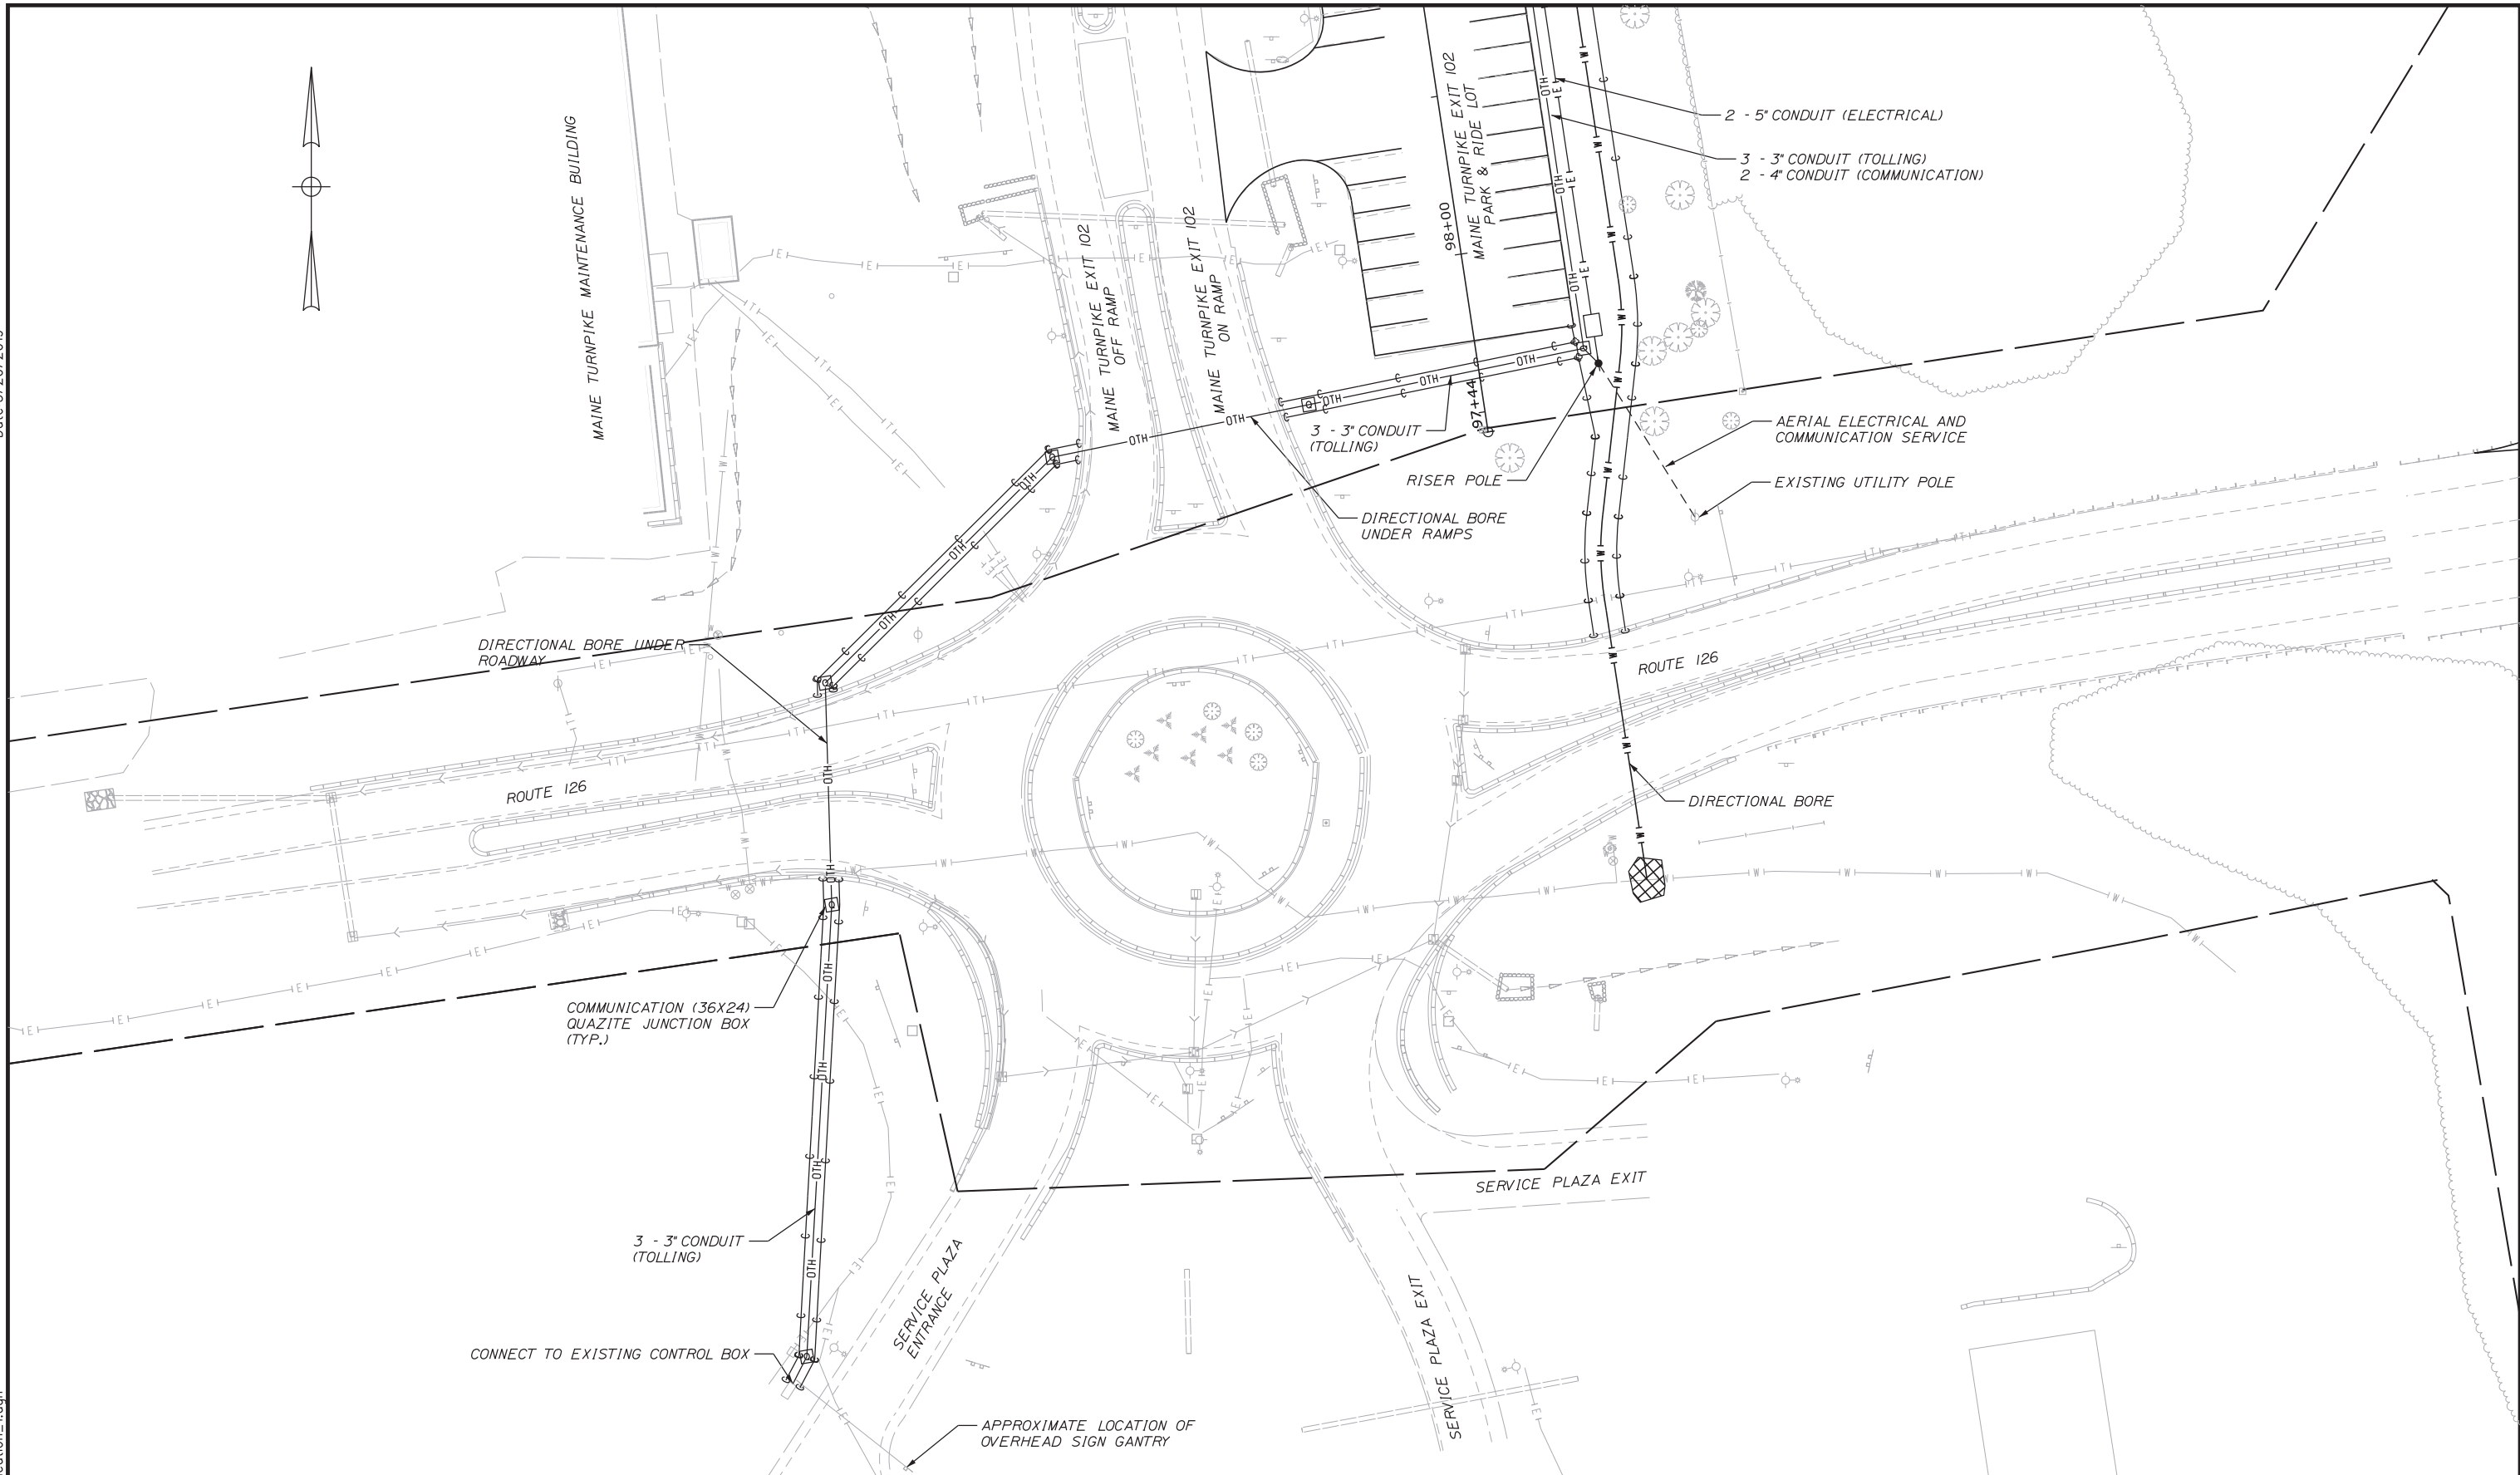 2 - 5" CONDUIT (ELECTRICAL)
3 - 3" CONDUIT (TOLLING)
2 - 4" CONDUIT (COMMUNICATION)
MAINE TURNPIKE EXIT 102
PARK & RIDE LOT
98+00
97+44
MAINE TURNPIKE MAINTENANCE BUILDING
MAINE TURNPIKE EXIT 102
OFF RAMP
MAINE TURNPIKE EXIT 102
ON RAMP
3 - 3" CONDUIT
(TOLLING)
RISER POLE
AERIAL ELECTRICAL AND
COMMUNICATION SERVICE
EXISTING UTILITY POLE
DIRECTIONAL BORE
UNDER RAMPS
DIRECTIONAL BORE UNDER
ROADWAY
ROUTE 126
ROUTE 126
DIRECTIONAL BORE
COMMUNICATION (36X24)
QUAZITE JUNCTION BOX
(TYP.)
SERVICE PLAZA EXIT
3 - 3" CONDUIT
(TOLLING)
SERVICE PLAZA
ENTRANCE
SERVICE PLAZA EXIT
CONNECT TO EXISTING CONTROL BOX
APPROXIMATE LOCATION OF
OVERHEAD SIGN GANTRY